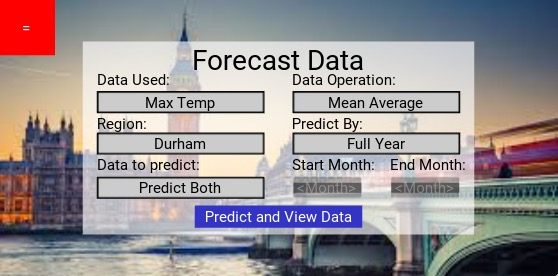 =
Forecast Data
Data Used: Data Operation:
Max Temp Mean Average
Region: Predict By:
Durham Full Year
Data to predict: Start Month: End Month:
Predict Both <Month> <Month>
Predict and View Data